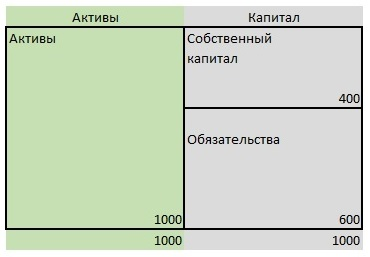 Активы Капитал
Активы
Собственный
капитал
400
Обязательства
1000 600
1000 1000